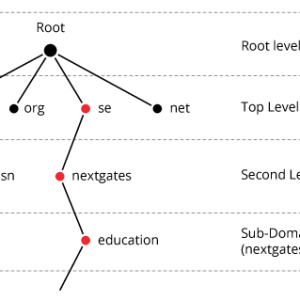 Root
Root level
org
se
net
Top Level
sn
nextgates
Second Le
education
Sub-Doma
(nextgates